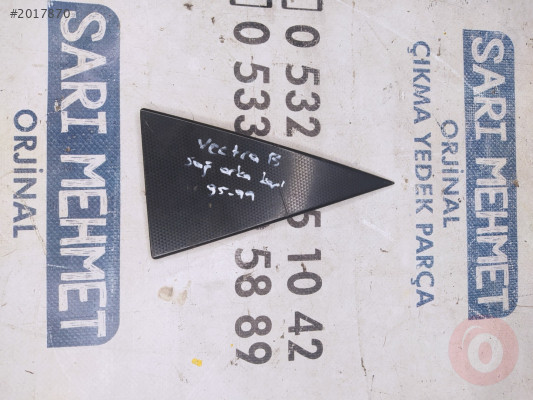 #2017870
SARI MEHMET
ORJİNAL
0 532
0 533
5 10 42
58 89
vectra B
sağ arka
95-99
SARI MEHMET
ORJİNAL
ÇIKMA YEDEK PARÇA